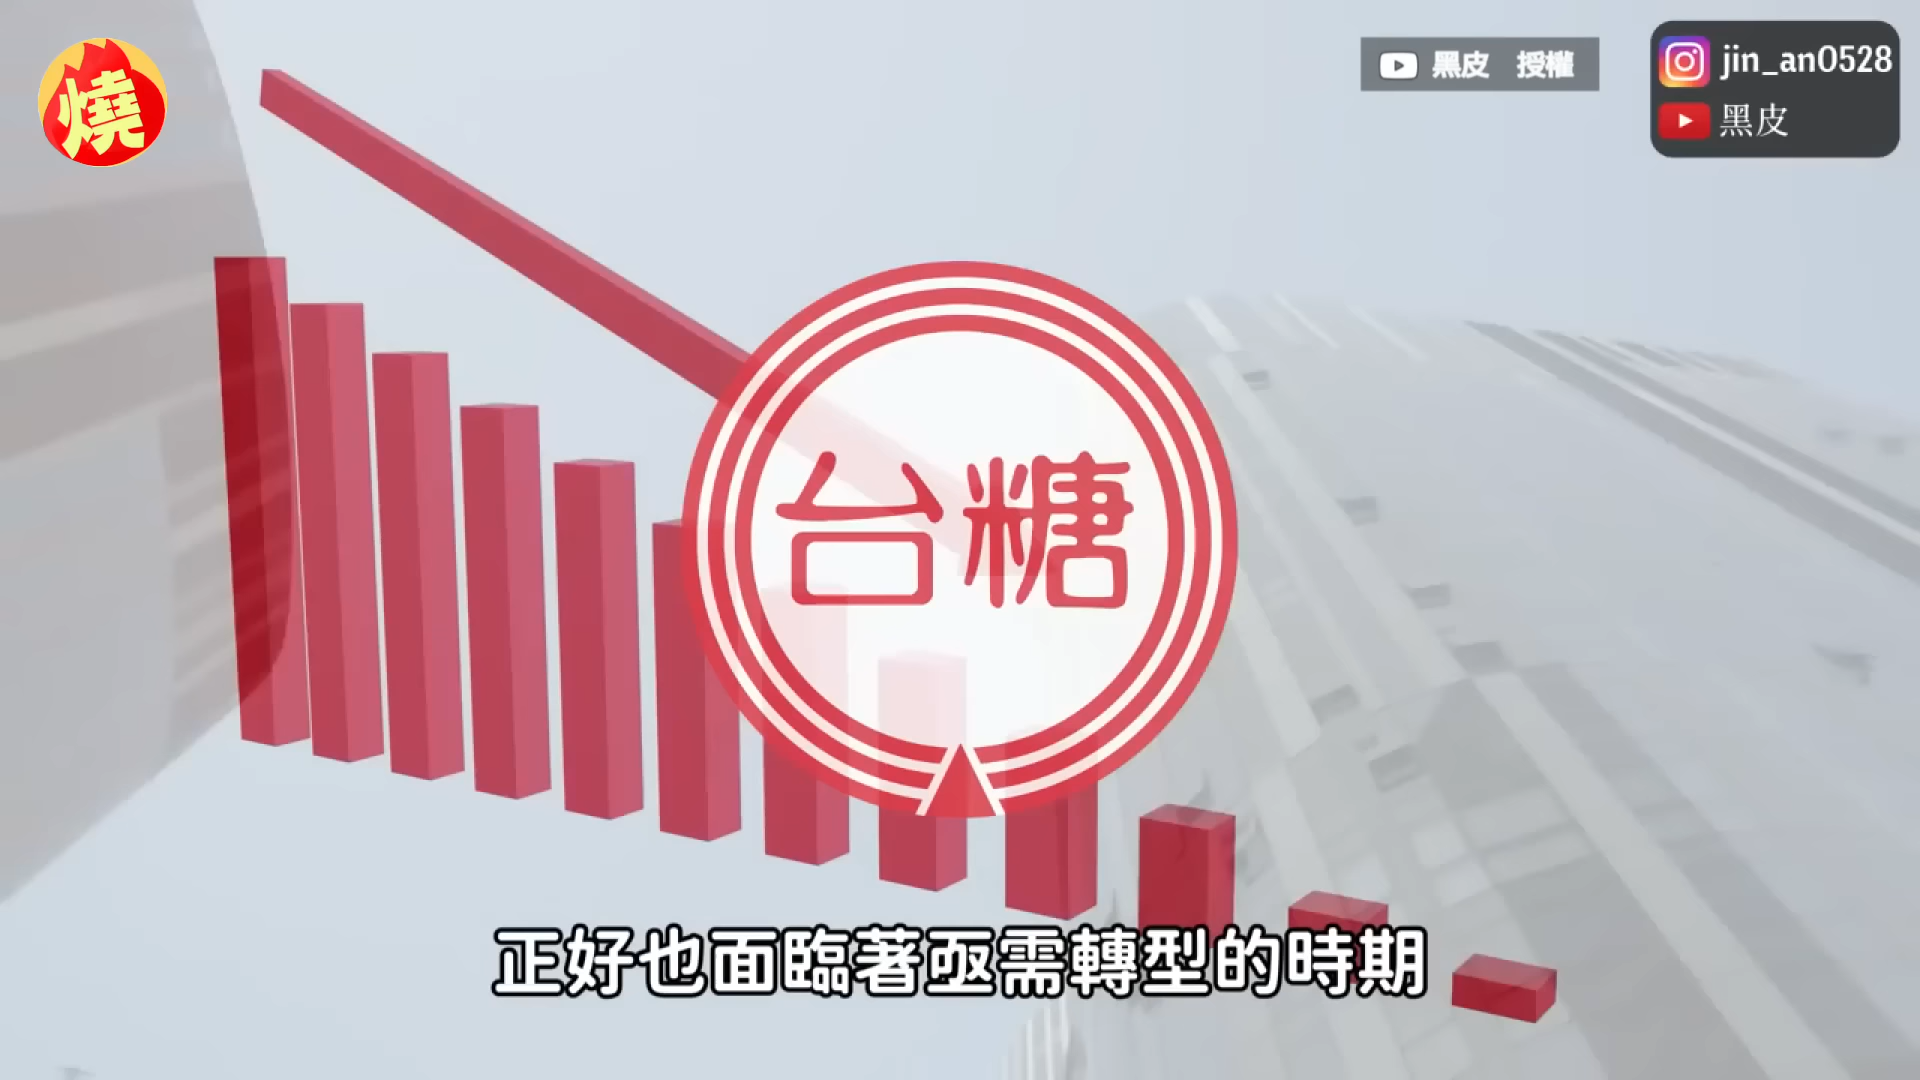 燒
黑皮 授權
jin_an0528
黑皮
台糖
正好也面臨著亟需轉型的時期